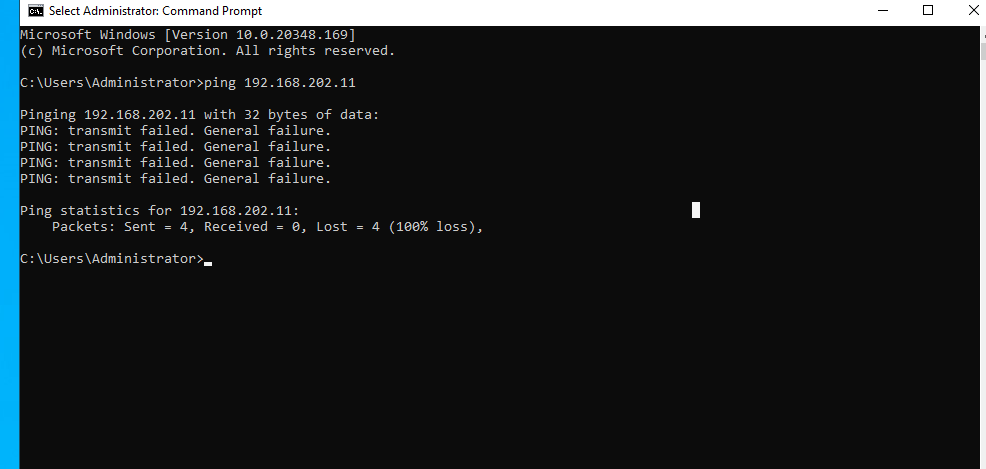 Select Administrator: Command Prompt
Microsoft Windows [Version 10.0.20348.169]
(c) Microsoft Corporation. All rights reserved.
C:\Users\Administrator>ping 192.168.202.11
Pinging 192.168.202.11 with 32 bytes of data:
PING: transmit failed. General failure.
PING: transmit failed. General failure.
PING: transmit failed. General failure.
PING: transmit failed. General failure.
Ping statistics for 192.168.202.11:
    Packets: Sent = 4, Received = 0, Lost = 4 (100% loss),
C:\Users\Administrator>